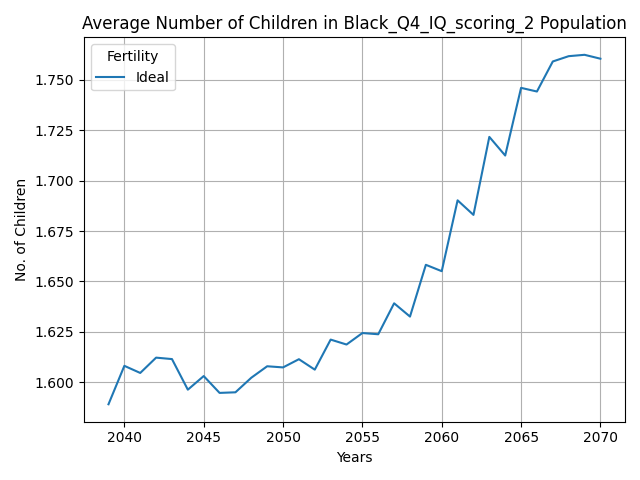 Average Number of Children in Black_Q4_IQ_scoring_2 Population
Fertility
Ideal
No. of Children
1.750
1.725
1.700
1.675
1.650
1.625
1.600
2040 2045 2050 2055 2060 2065 2070
Years